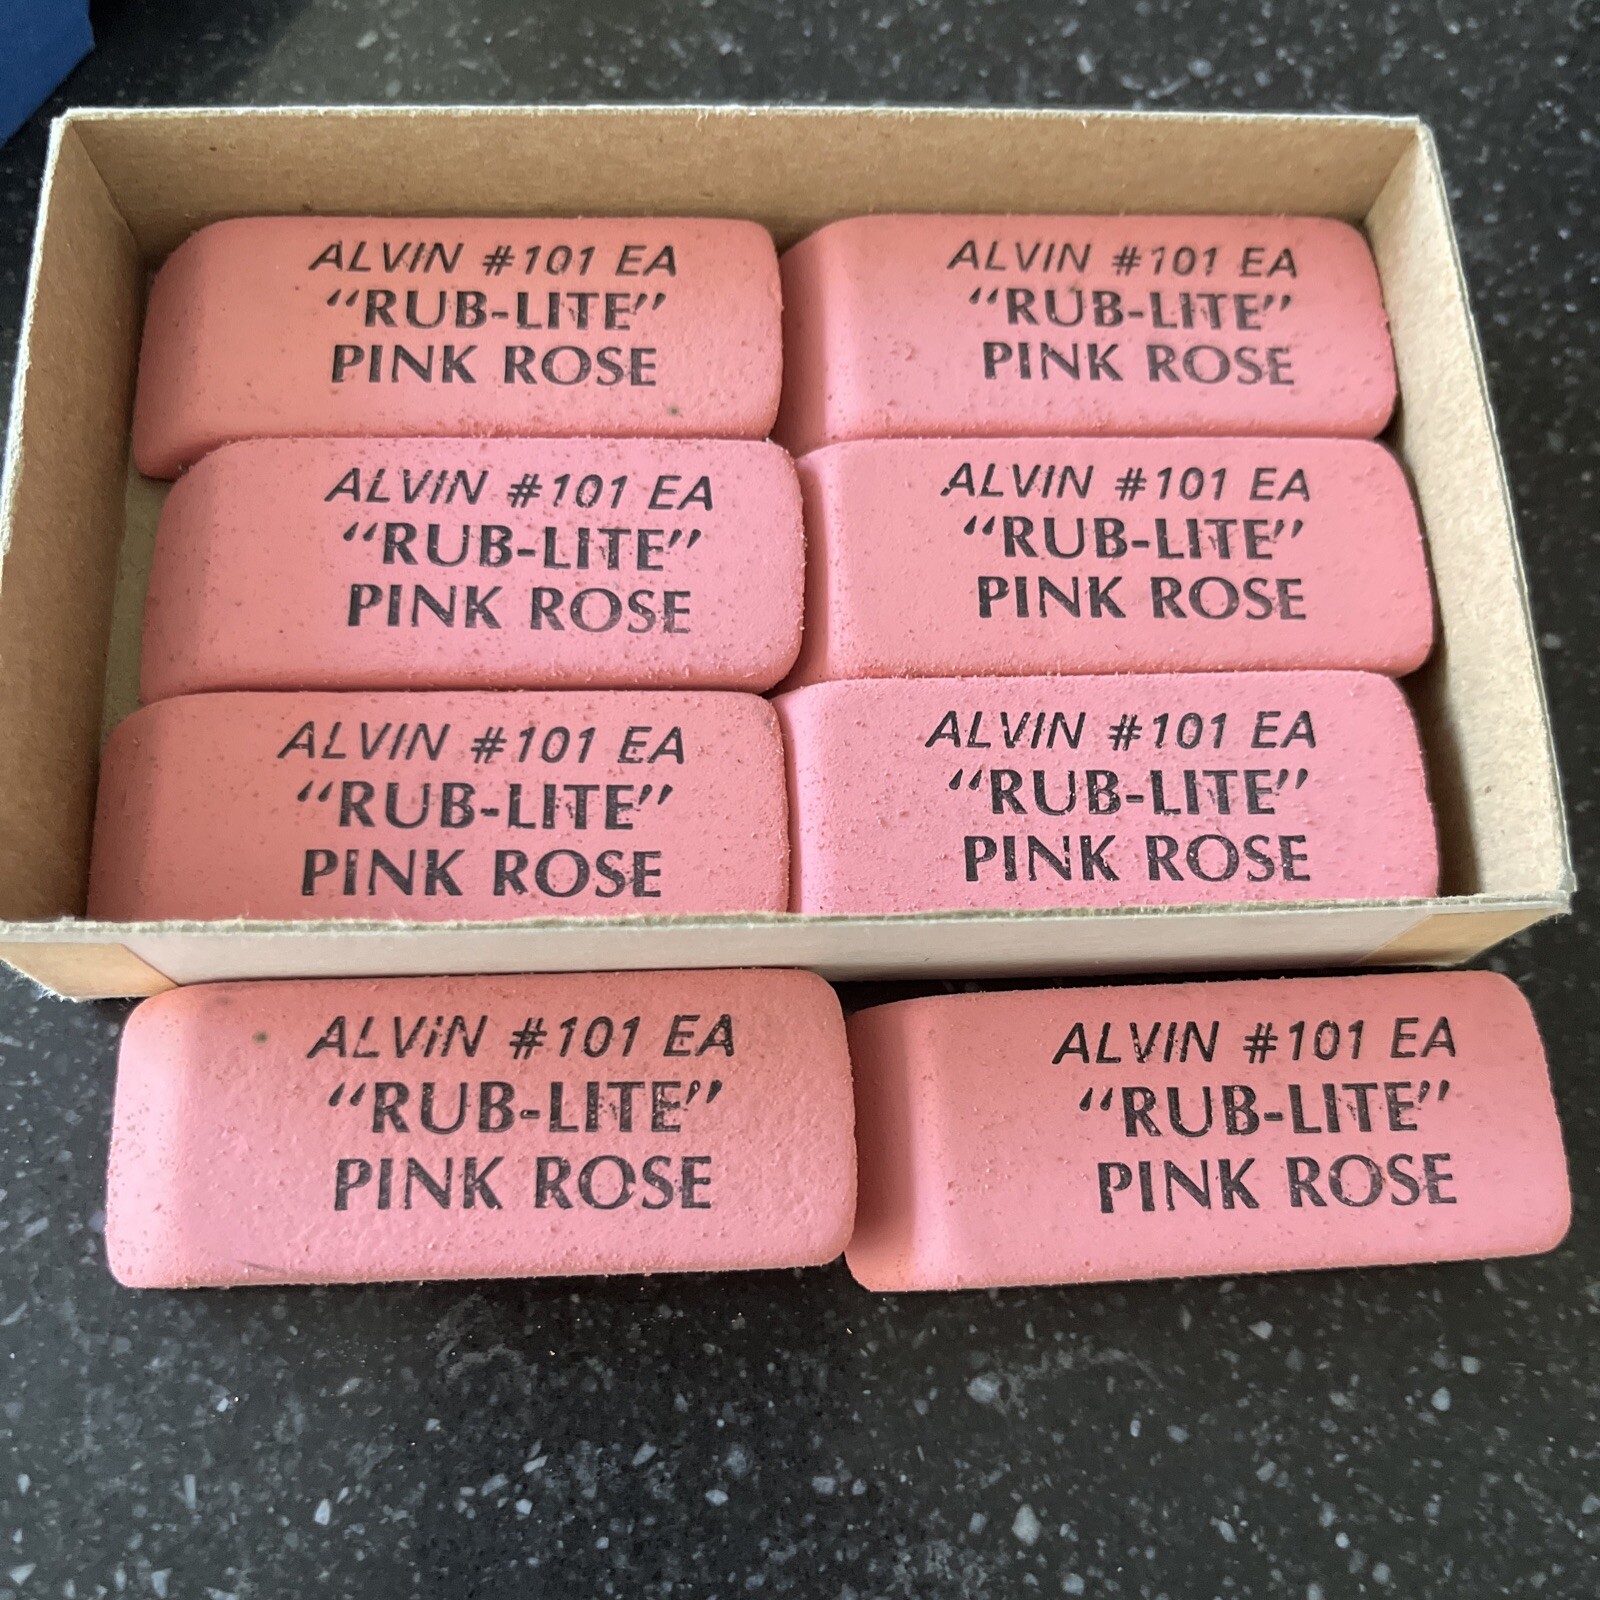 ALVIN #101 EA
“RUB-LITE”
PINK ROSE
ALVIN #101 EA
“RUB-LITE”
PINK ROSE
ALVIN #101 EA
“RUB-LITE”
PINK ROSE
ALVIN #101 EA
“RUB-LITE”
PINK ROSE
ALVIN #101 EA
“RUB-LITE”
PINK ROSE
ALVIN #101 EA
“RUB-LITE”
PINK ROSE
ALVIN #101 EA
“RUB-LITE”
PINK ROSE
ALVIN #101 EA
“RUB-LITE”
PINK ROSE